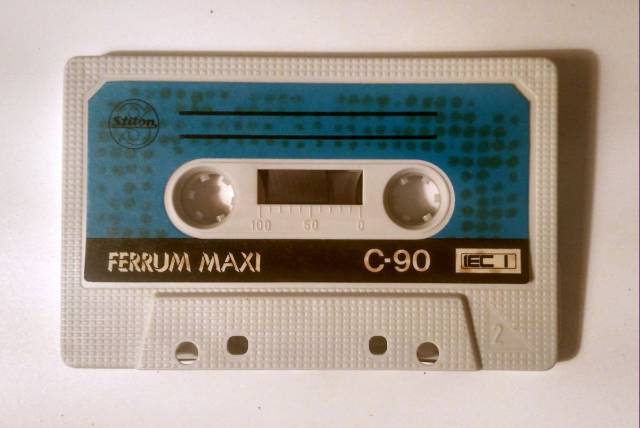 Stilon
100 50 0
FERRUM MAXI C-90 IEC I
2